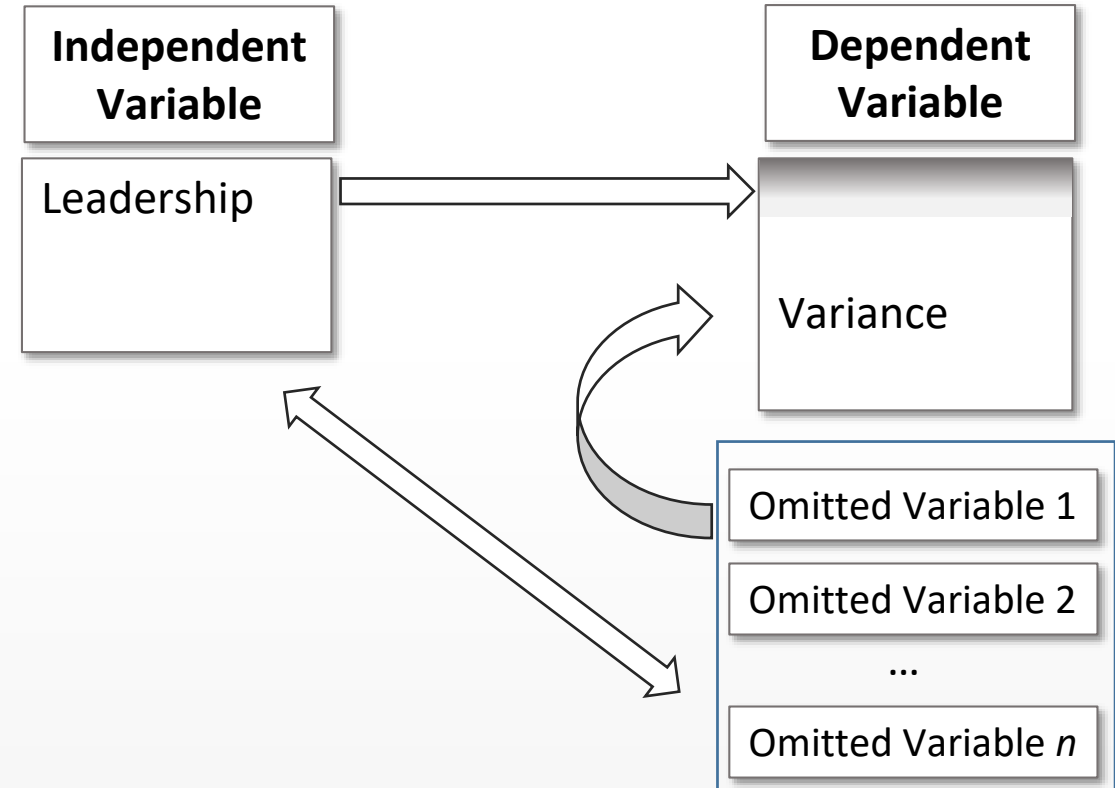 Independent
Variable
Leadership
Dependent
Variable
Variance
Omitted Variable 1
Omitted Variable 2
...
Omitted Variable n